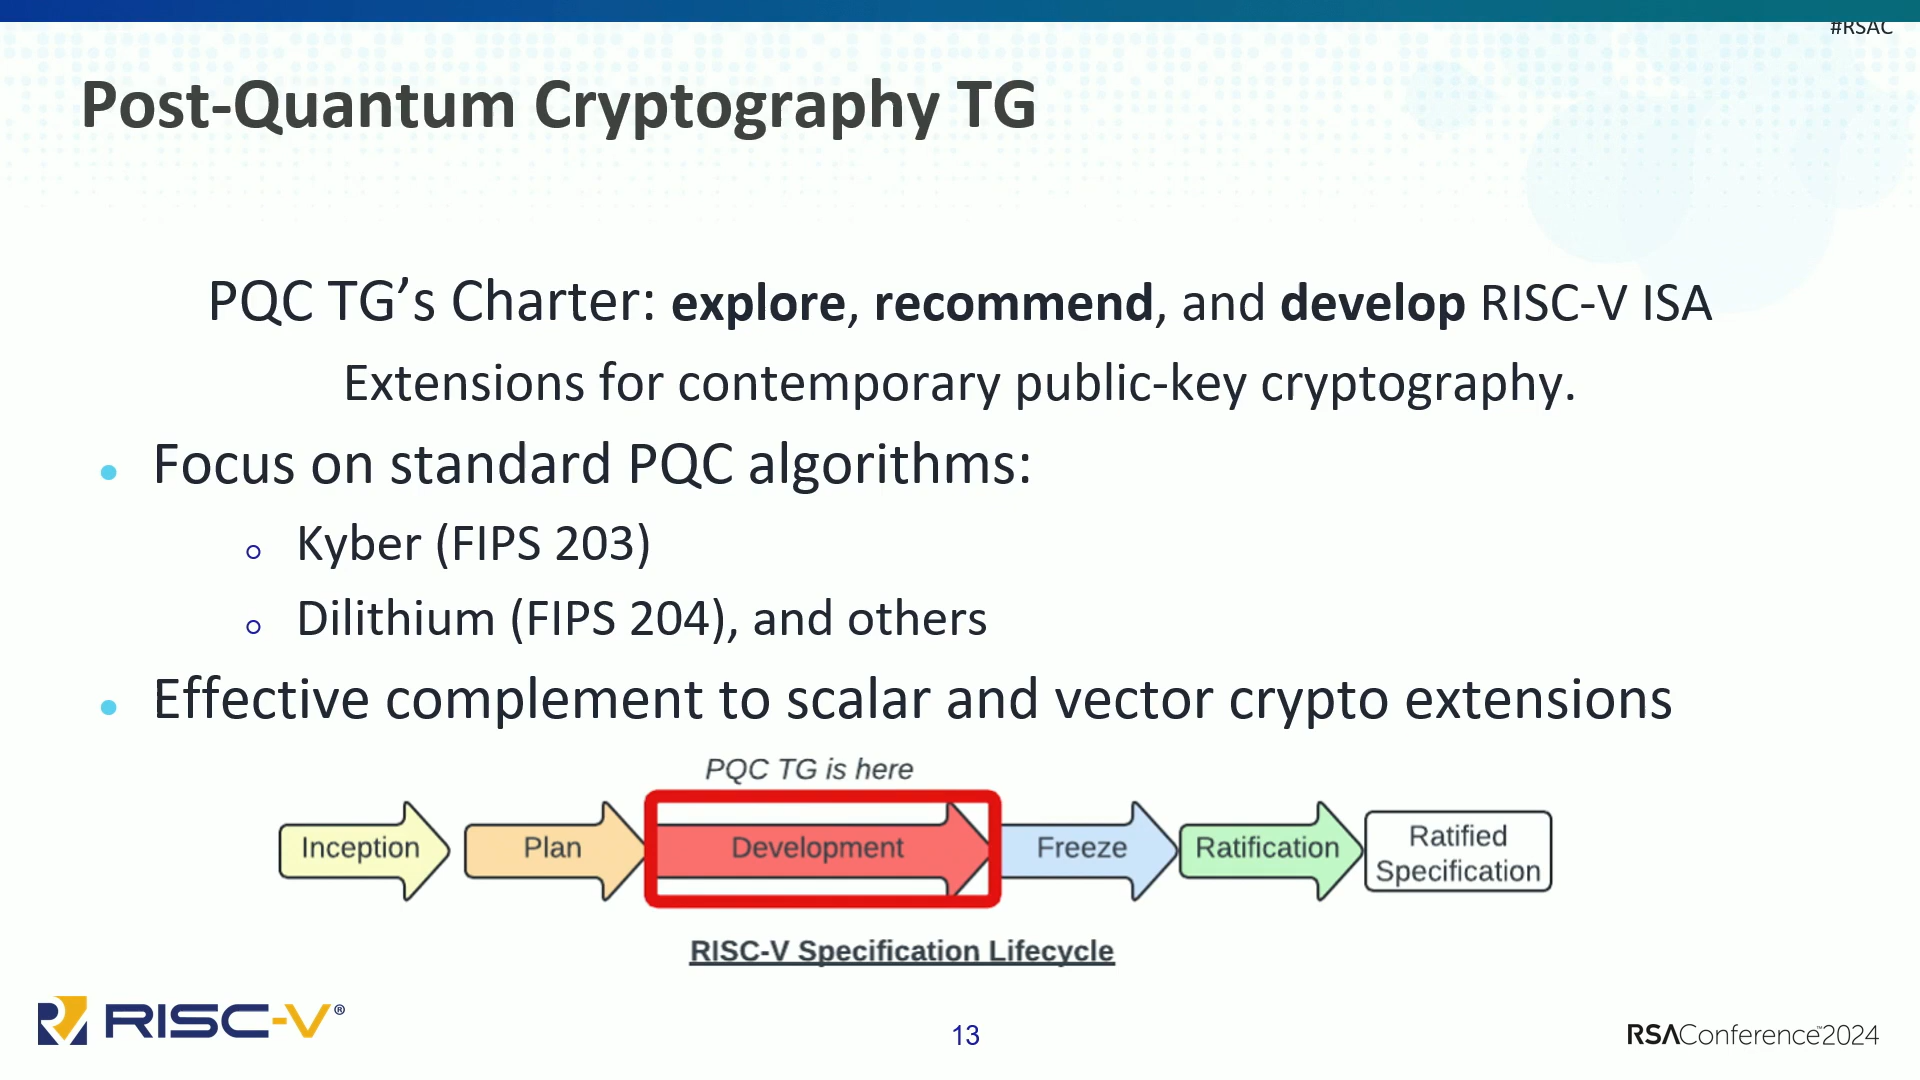 #RSAC
Post-Quantum Cryptography TG
PQC TG’s Charter: explore, recommend, and develop RISC-V ISA
Extensions for contemporary public-key cryptography.
Focus on standard PQC algorithms:
Kyber (FIPS 203)
Dilithium (FIPS 204), and others
Effective complement to scalar and vector crypto extensions
PQC TG is here
Inception
Plan
Development
Freeze
Ratification
Ratified
Specification
RISC-V Specification Lifecycle
RISC-V®
13
RSAConference™2024